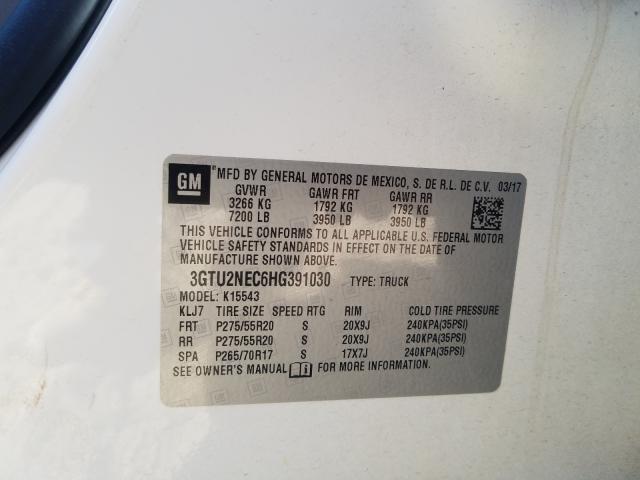 GM ® MFD BY GENERAL MOTORS DE MEXICO, S. DE R.L. DE C.V. 03/17
GVWR GAWR FRT GAWR RR
3266 KG 1792 KG 1792 KG
7200 LB 3950 LB 3950 LB
THIS VEHICLE CONFORMS TO ALL APPLICABLE U.S. FEDERAL MOTOR
VEHICLE SAFETY STANDARDS IN EFFECT ON THE DATE OF
MANUFACTURE SHOWN ABOVE.
3GTU2NEC6HG391030 TYPE: TRUCK
MODEL: K15543
KLJ7 TIRE SIZE SPEED RTG RIM COLD TIRE PRESSURE
FRT P275/55R20 S 20X9J 240KPA(35PSI)
RR P275/55R20 S 20X9J 240KPA(35PSI)
SPA P265/70R17 S 17X7J 240KPA(35PSI)
SEE OWNER'S MANUAL FOR MORE INFORMATION.